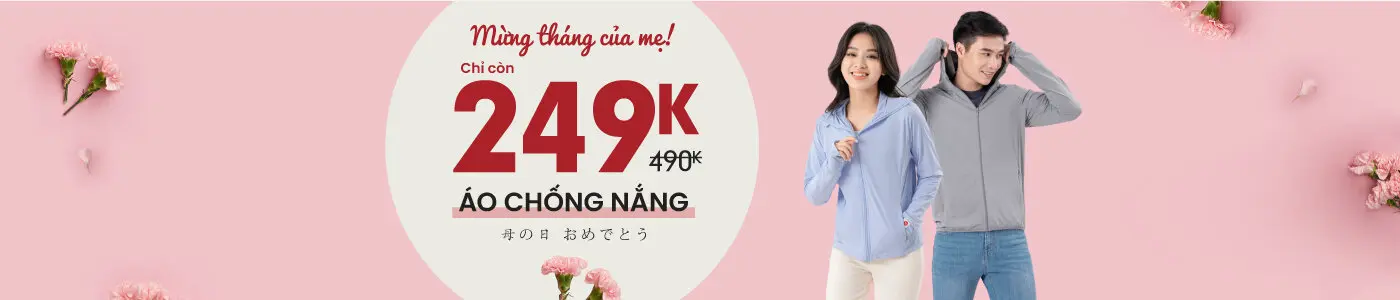 Mừng tháng của mẹ!
Chỉ còn
249K
490K
ÁO CHỐNG NẮNG
母の日 おめでとう